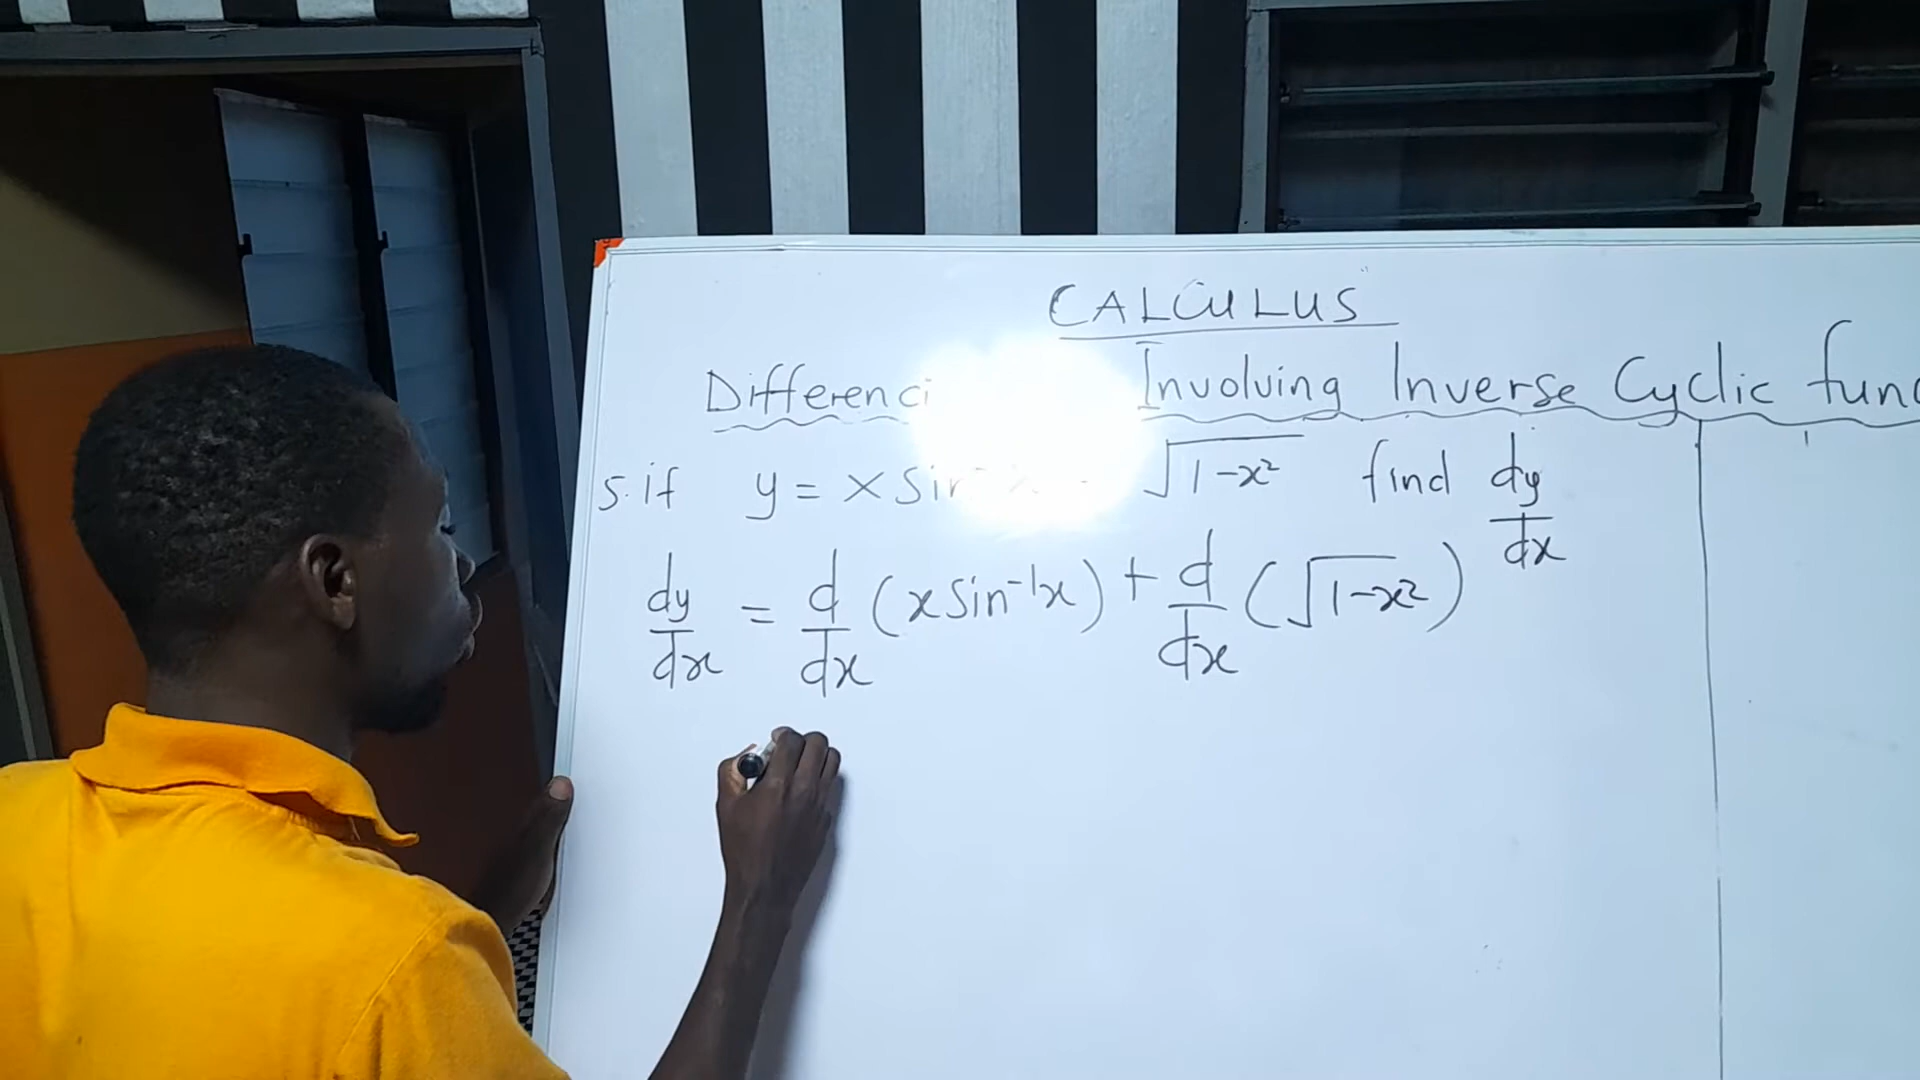 CALCULUS
Differenci Involving Inverse Cyclic func
5. if y = x sin √(1-x²) find dy/dx
dy/dx = d/dx (x sin⁻¹x) + d/dx (√(1-x²))